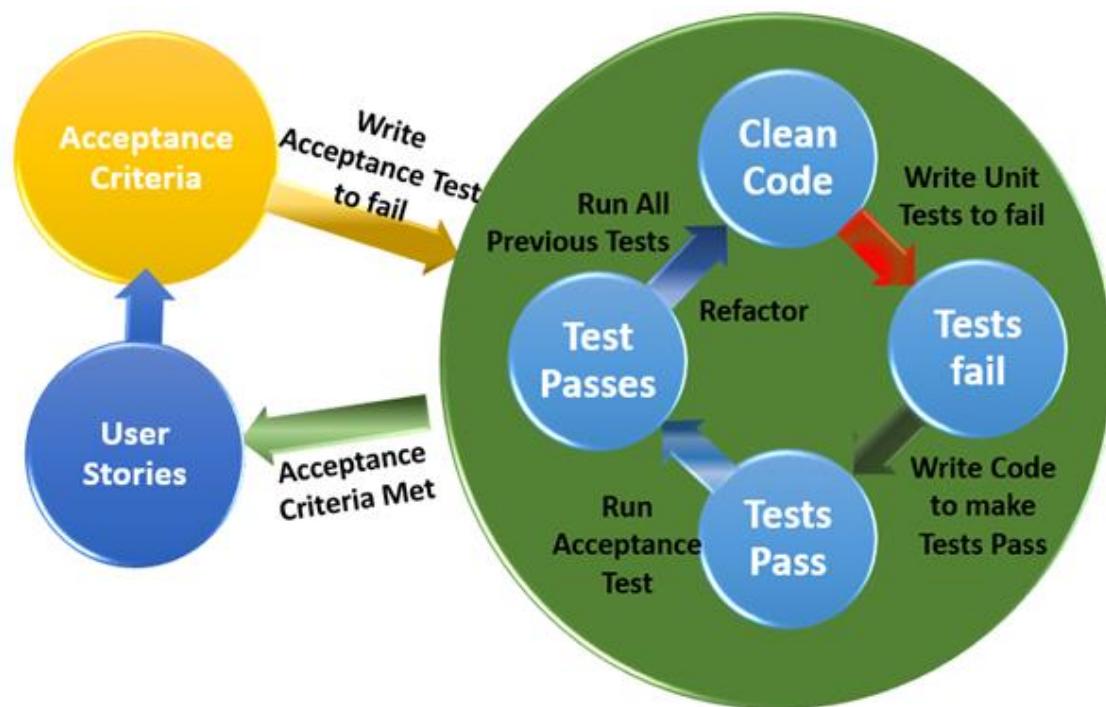 Acceptance
Criteria
Write
Acceptance Test
to fail
User
Stories
Acceptance
Criteria Met
Clean
Code
Write Unit
Tests to fail
Tests
fail
Write Code
to make
Tests Pass
Tests
Pass
Run
Acceptance
Test
Test
Passes
Run All
Previous Tests
Refactor